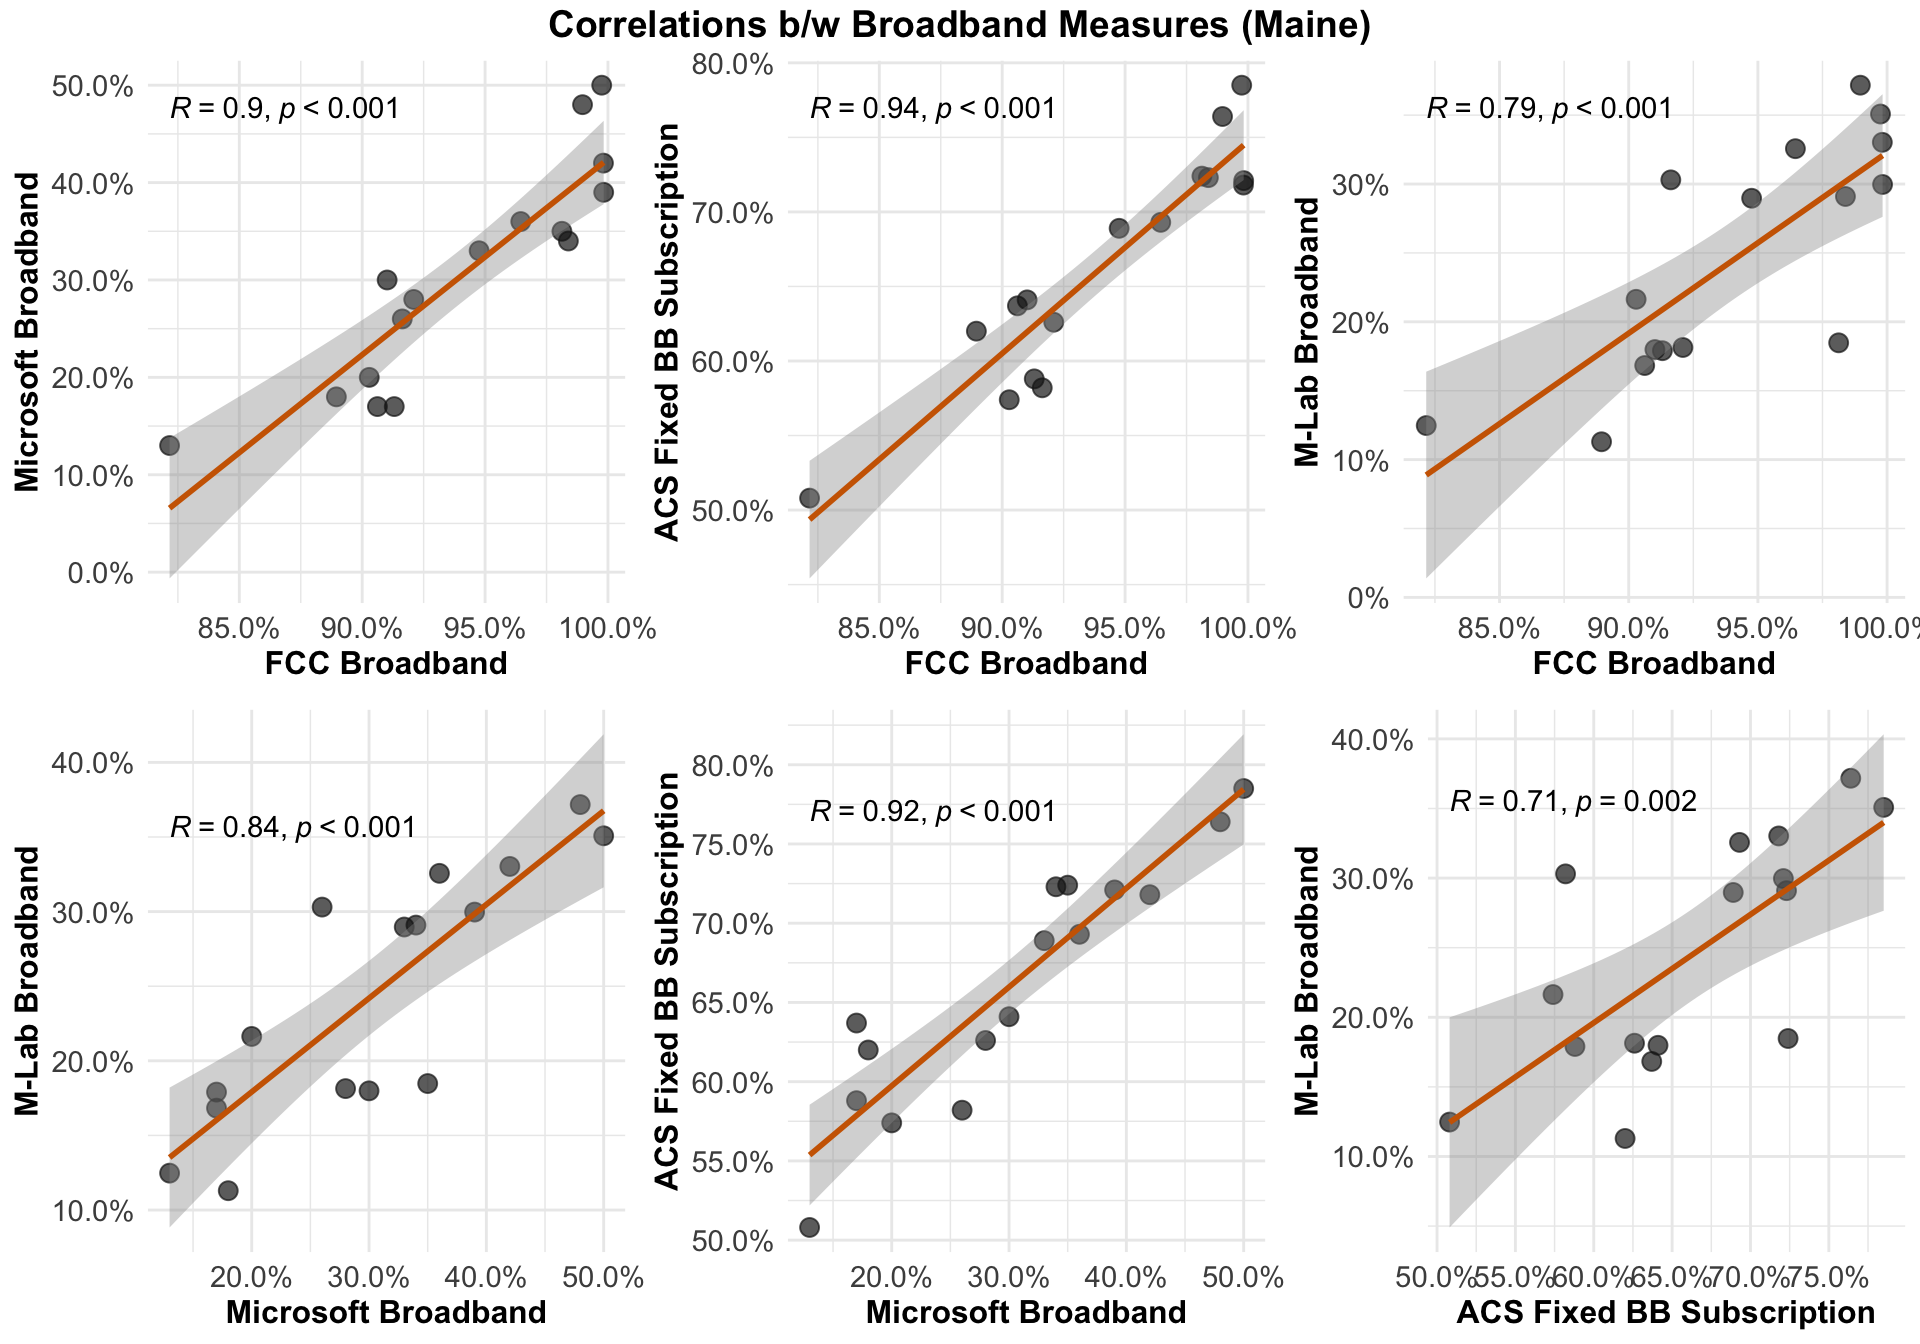 Correlations b/w Broadband Measures (Maine)
Microsoft Broadband
50.0%
40.0%
30.0%
20.0%
10.0%
0.0%
R = 0.9, p < 0.001
85.0% 90.0% 95.0% 100.0%
FCC Broadband
ACS Fixed BB Subscription
80.0%
70.0%
60.0%
50.0%
R = 0.94, p < 0.001
85.0% 90.0% 95.0% 100.0%
FCC Broadband
M-Lab Broadband
30%
20%
10%
0%
R = 0.79, p < 0.001
85.0% 90.0% 95.0% 100.0%
FCC Broadband
M-Lab Broadband
40.0%
30.0%
20.0%
10.0%
R = 0.84, p < 0.001
20.0% 30.0% 40.0% 50.0%
Microsoft Broadband
ACS Fixed BB Subscription
80.0%
75.0%
70.0%
65.0%
60.0%
55.0%
50.0%
R = 0.92, p < 0.001
20.0% 30.0% 40.0% 50.0%
Microsoft Broadband
M-Lab Broadband
40.0%
30.0%
20.0%
10.0%
R = 0.71, p = 0.002
50.0% 55.0% 60.0% 65.0% 70.0% 75.0%
ACS Fixed BB Subscription